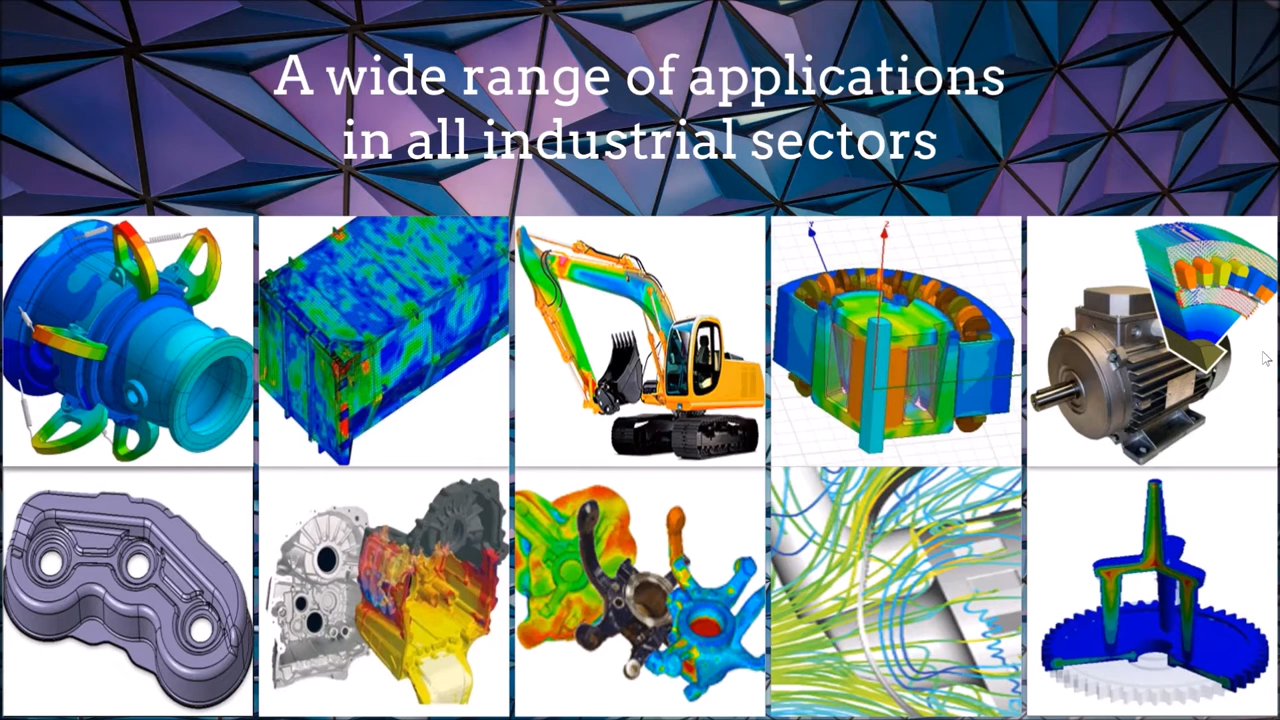 A wide range of applications
in all industrial sectors